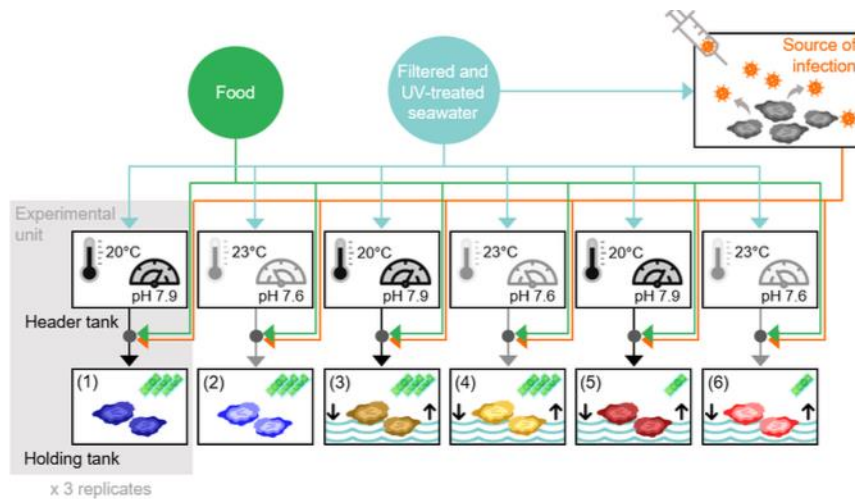 Food
Filtered and
UV-treated
seawater
Source of
infection
Experimental
unit
20°C
pH 7.9
23°C
pH 7.6
20°C
pH 7.9
23°C
pH 7.6
20°C
pH 7.9
23°C
pH 7.6
Header tank
(1)
(2)
(3)
(4)
(5)
(6)
Holding tank
x 3 replicates